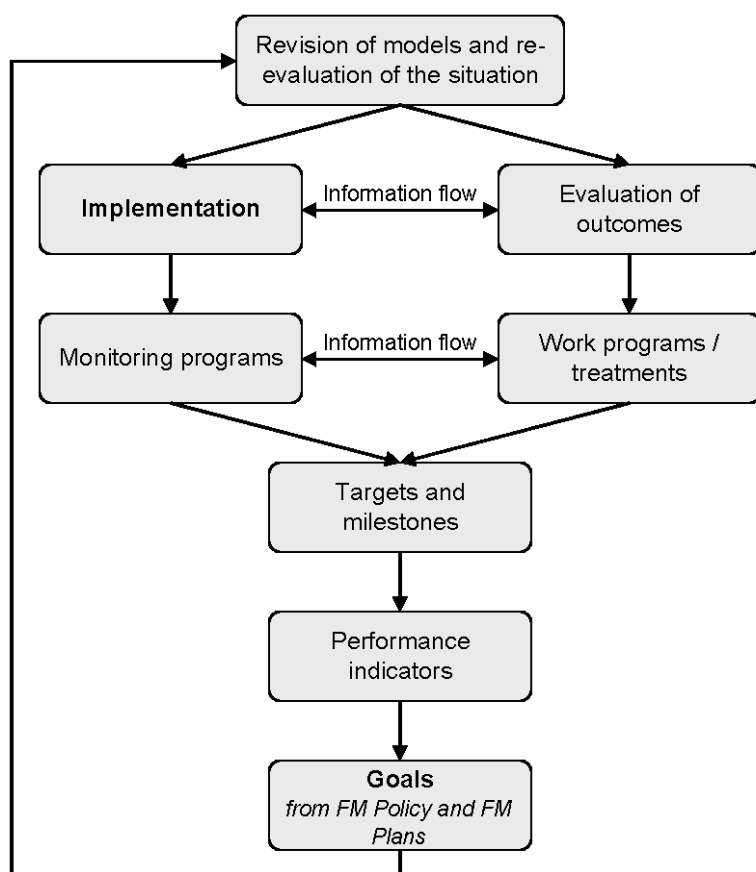 Revision of models and re-
evaluation of the situation
Implementation
Information flow
Evaluation of
outcomes
Monitoring programs
Information flow
Work programs /
treatments
Targets and
milestones
Performance
indicators
Goals
from FM Policy and FM
Plans